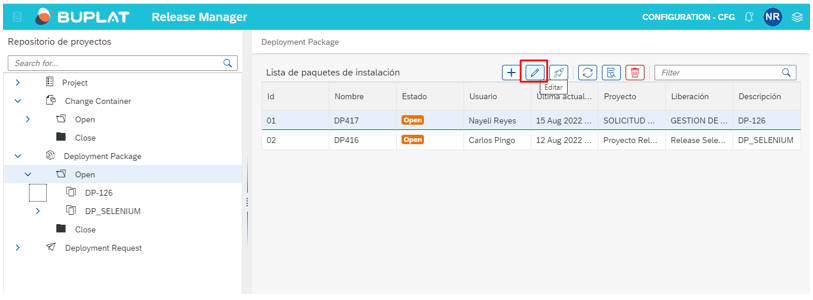 BUPLAT Release Manager CONFIGURATION - CFG NR
Repositorio de proyectos
Search for...
Project
Change Container
Open
Close
Deployment Package
Open
DP-126
DP_SELENIUM
Close
Deployment Request
Deployment Package
Lista de paquetes de instalación Filter
Editar
Id Nombre Estado Usuario Última actual... Proyecto Liberación Descripción
01 DP417 Open Nayeli Reyes 15 Aug 2022 ... SOLICITUD ... GESTION DE ... DP-126
02 DP416 Open Carlos Pingo 12 Aug 2022 ... Proyecto Rel... Release Sele... DP_SELENIUM